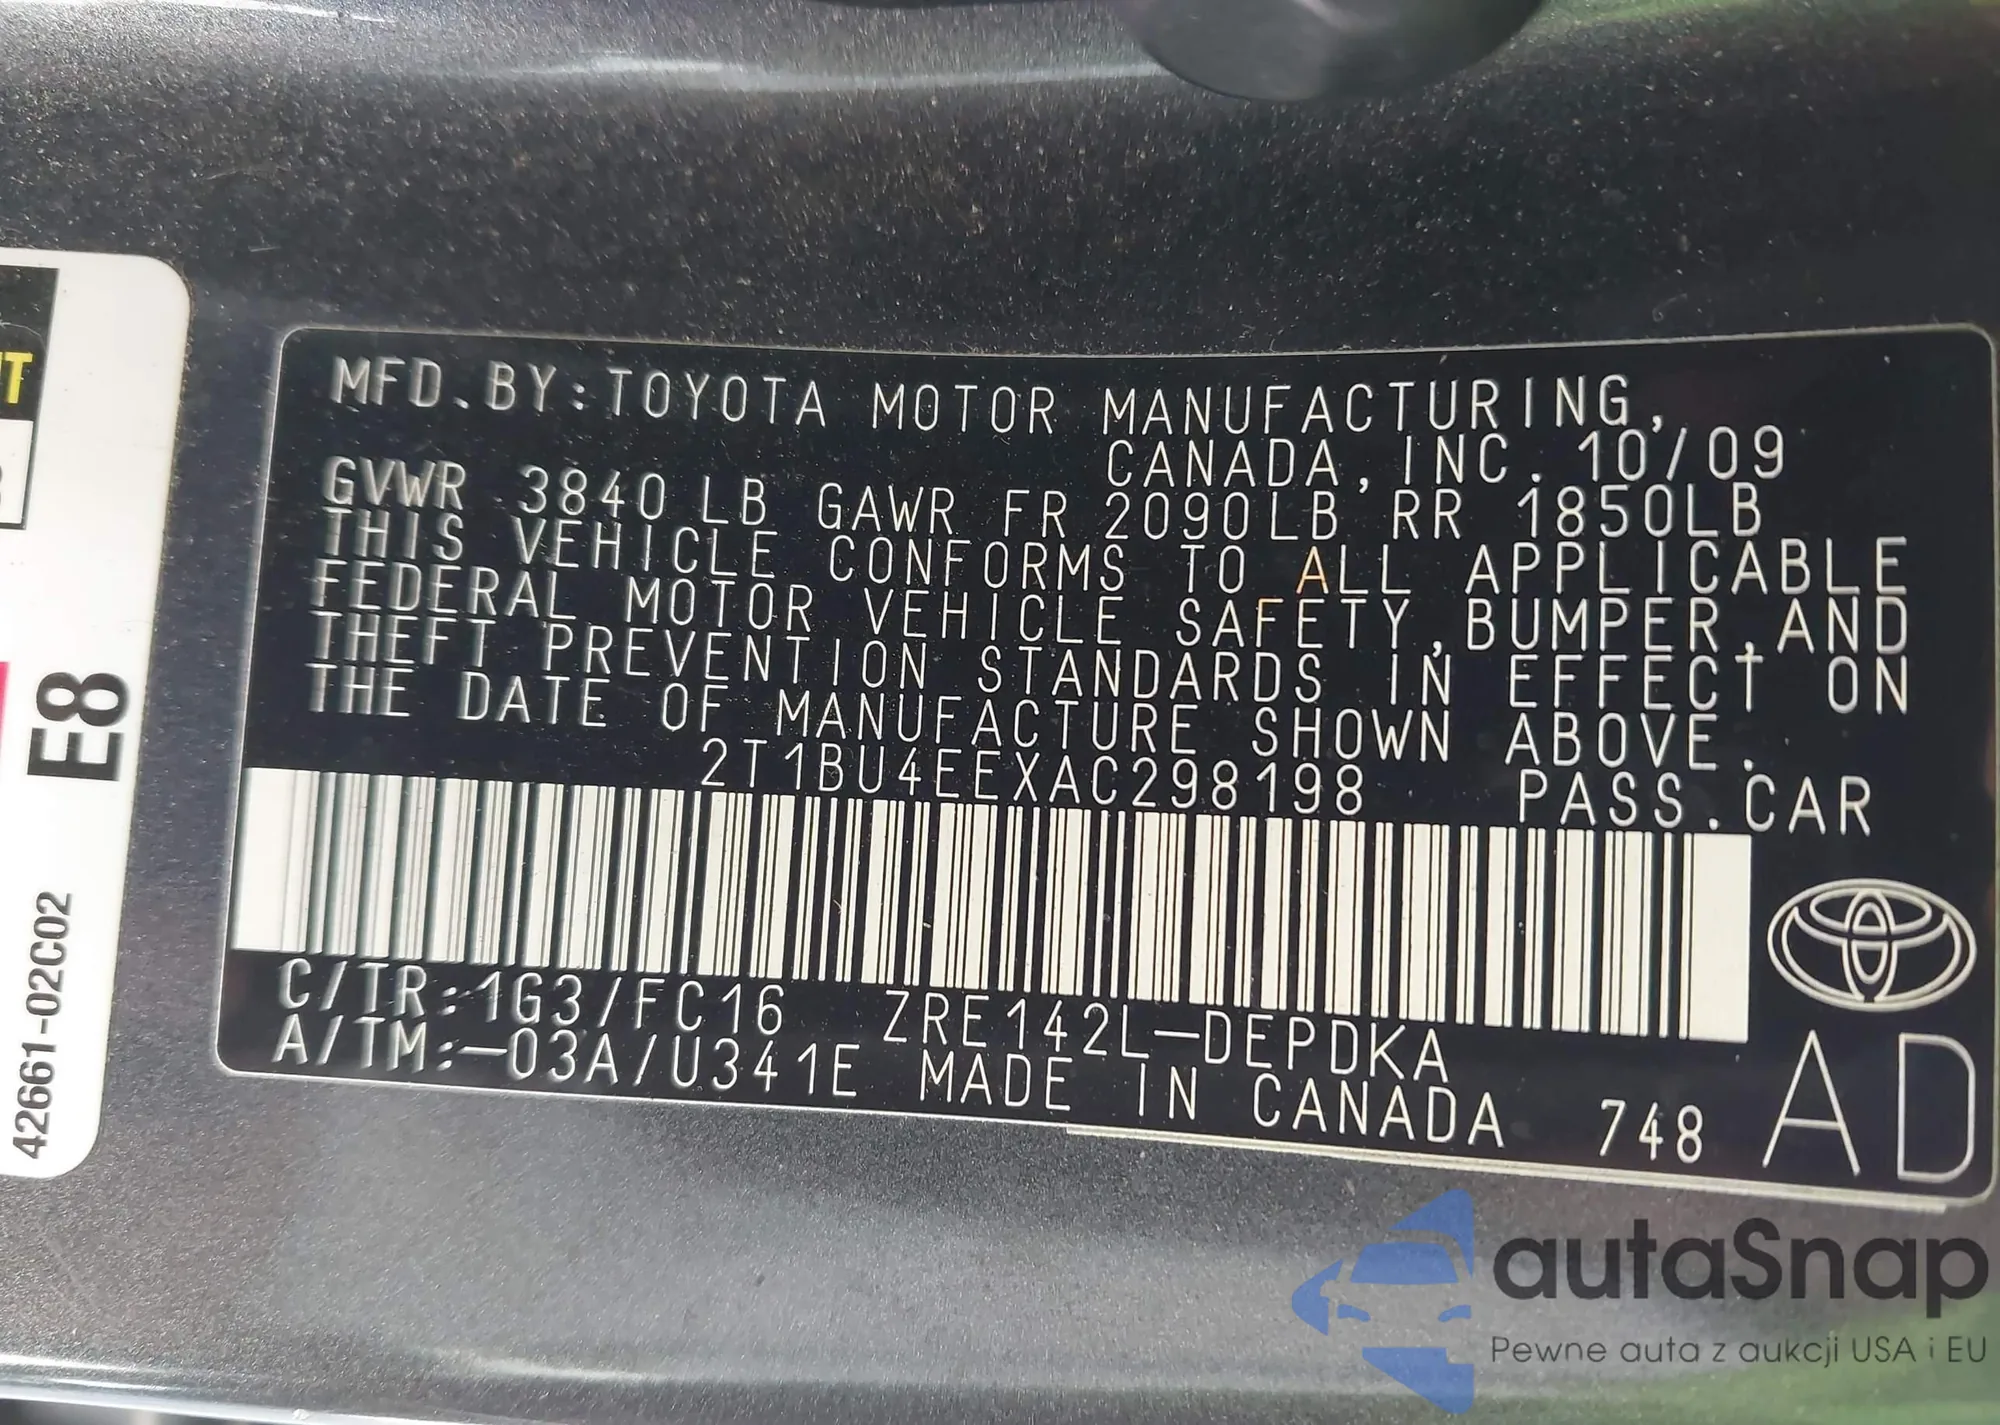 MFD.BY:TOYOTA MOTOR MANUFACTURING,
CANADA,INC. 10/09
GVWR 3840 LB GAWR FR 2090LB RR 1850LB
THIS VEHICLE CONFORMS TO ALL APPLICABLE
FEDERAL MOTOR VEHICLE SAFETY,BUMPER,AND
THEFT PREVENTION STANDARDS IN EFFECT ON
THE DATE OF MANUFACTURE SHOWN ABOVE.
2T1BU4EEXAC298198 PASS.CAR
C/TR:1G3/FC16 ZRE142L-DEPDKA
A/TM:-03A/U341E MADE IN CANADA 748
AD
E8
42661-02C02
autaSnap
Pewne auta z aukcji USA i EU